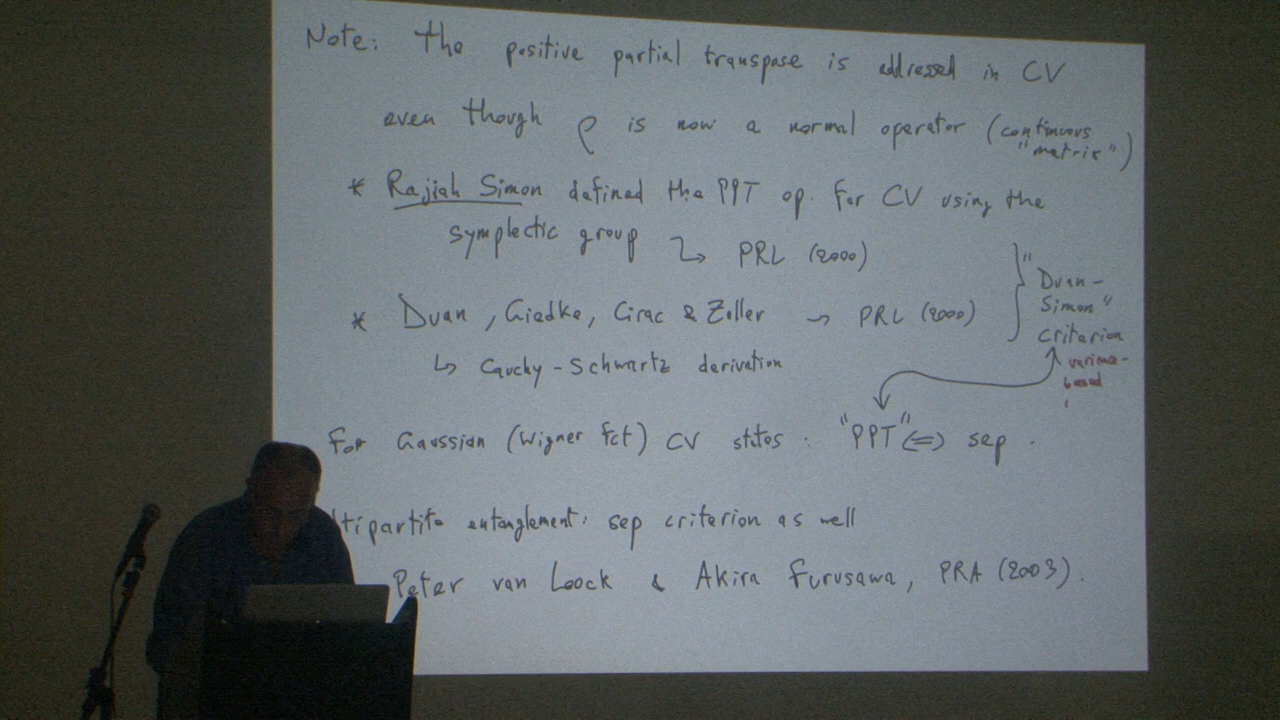 Note: the positive partial transpose is addressed in CV
even though ρ is now a normal operator (continuous
"matrix")
* Rajiah Simon defined the PPT op. for CV using the
symplectic group ↳ PRL (2000)
* Duan, Giedke, Cirac & Zoller → PRL (2000)
↳ Cauchy-Schwartz derivation
"Duan-
Simon"
criterion
variance-
based
For Gaussian (Wigner fct) CV states: "PPT" <=> sep.
tipartite entanglement: sep criterion as well
Peter van Loock & Akira Furusawa, PRA (2003).